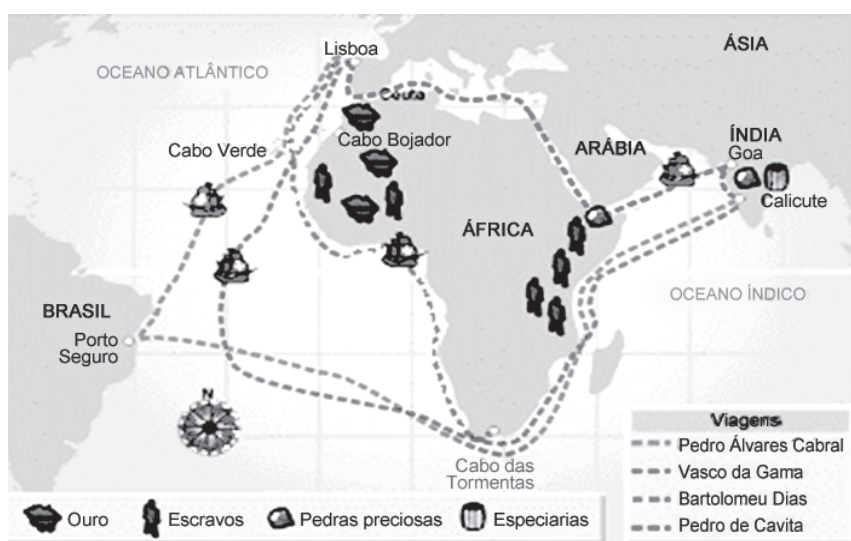 Lisboa
ÁSIA
OCEANO ATLÂNTICO
Ceuta
Cabo Bojador
Cabo Verde
ARÁBIA
ÍNDIA
Goa
Calicute
ÁFRICA
OCEANO ÍNDICO
BRASIL
Porto
Seguro
N
Cabo das
Tormentas
Viagens
Pedro Álvares Cabral
Vasco da Gama
Bartolomeu Dias
Pedro de Cavita
Ouro
Escravos
Pedras preciosas
Especiarias